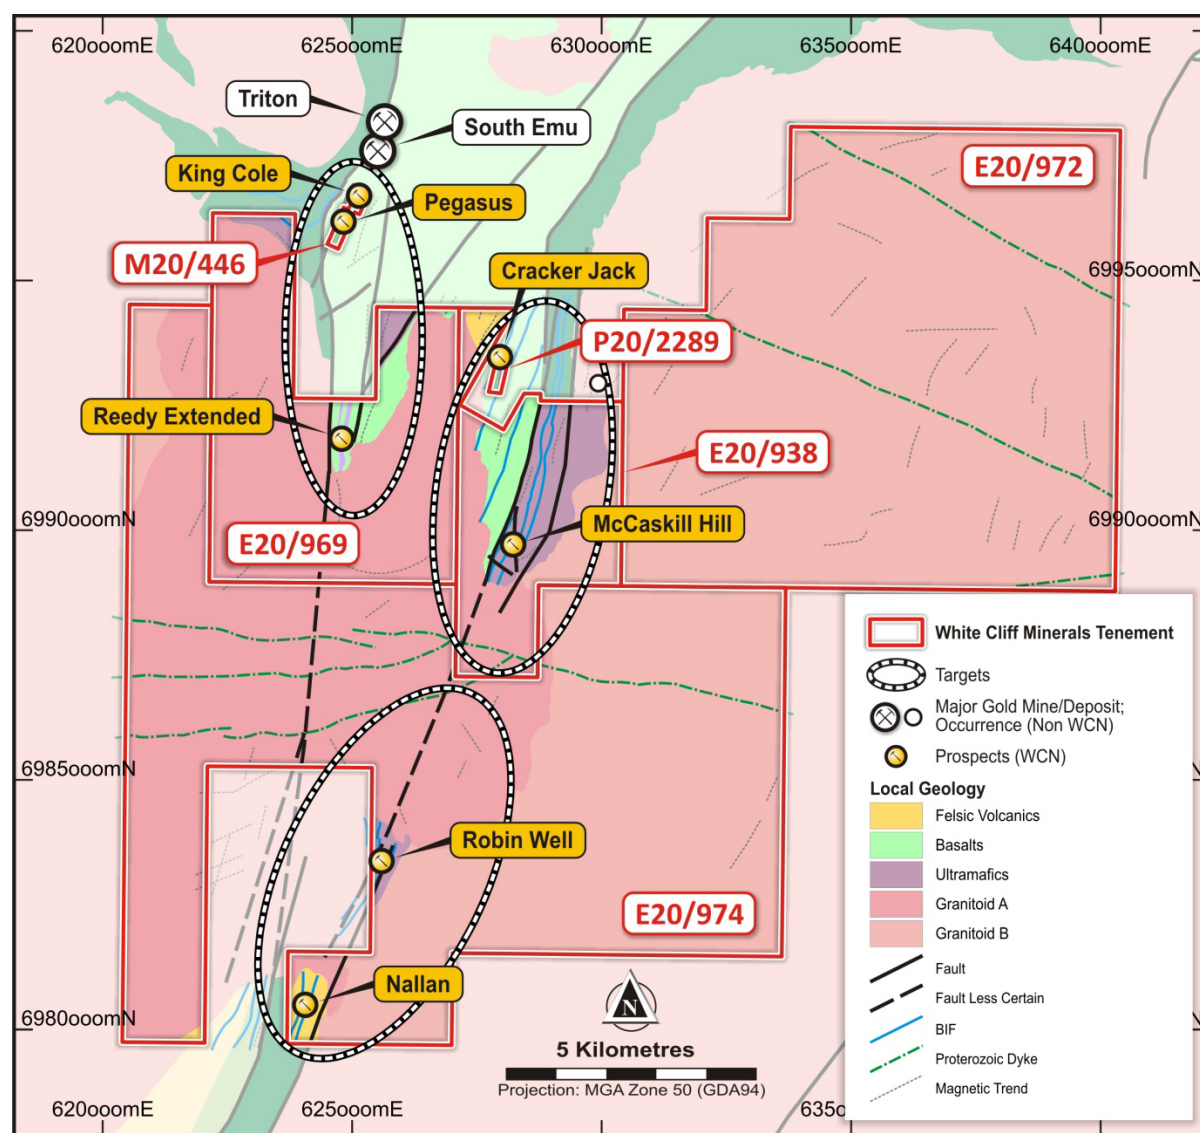 620000mE
625000mE
630000mE
635000mE
640000mE
Triton
South Emu
King Cole
Pegasus
E20/972
M20/446
Cracker Jack
6995000mN
P20/2289
Reedy Extended
E20/938
McCaskill Hill
6990000mN
6990000mN
E20/969
White Cliff Minerals Tenement
Targets
Major Gold Mine/Deposit;
Occurrence (Non WCN)
Prospects (WCN)
6985000mN
Local Geology
Felsic Volcanics
Basalts
Ultramafics
Granitoid A
Granitoid B
Fault
Fault Less Certain
BIF
Proterozoic Dyke
Magnetic Trend
Robin Well
E20/974
Nallan
6980000mN
N
5 Kilometres
Projection: MGA Zone 50 (GDA94)
620000mE
625000mE
635